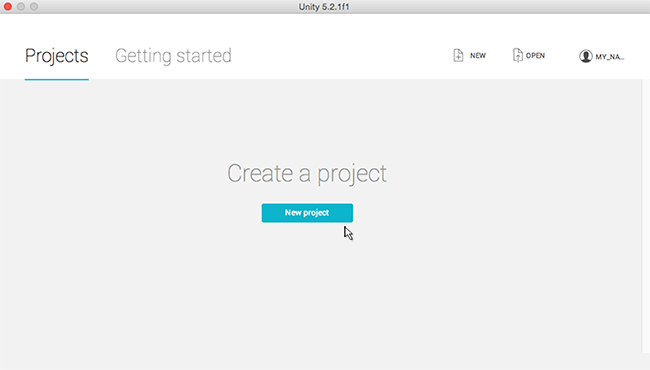 Unity 5.2.1f1
Projects Getting started NEW OPEN MY_NA...
Create a project
New project